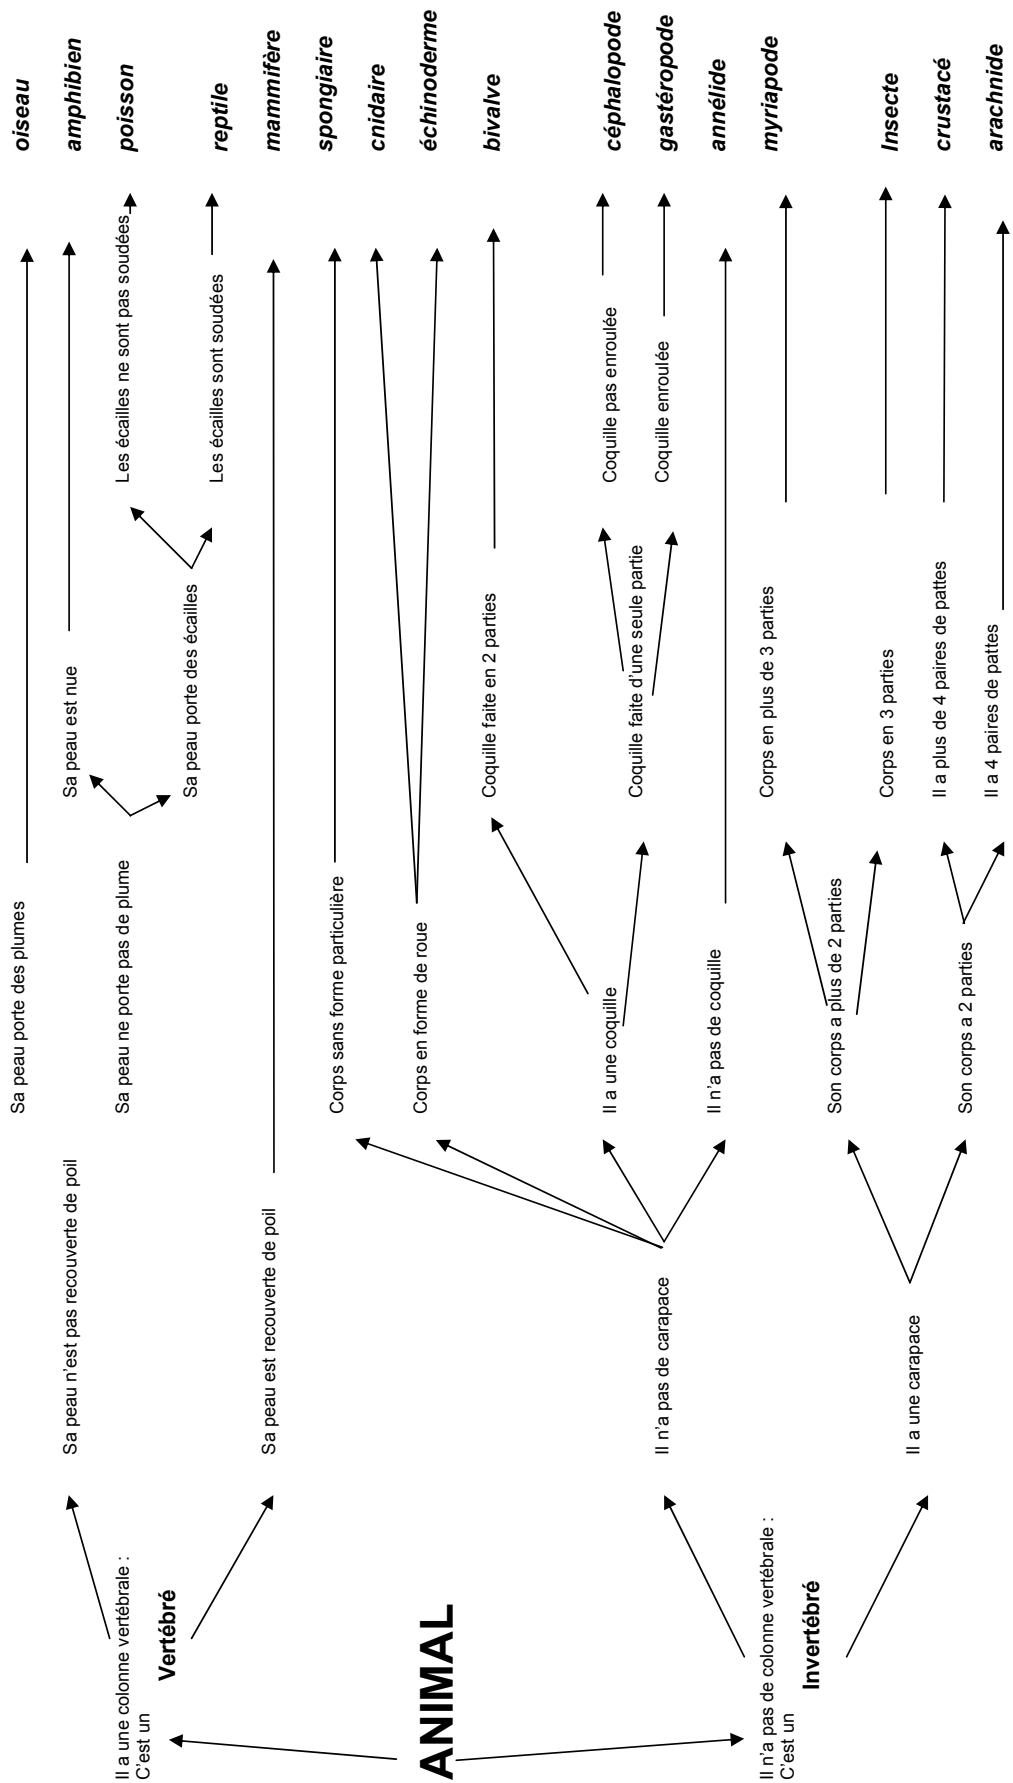 ANIMAL
Il a une colonne vertébrale :
C'est un
Vertébré
Il n'a pas de colonne vertébrale :
C'est un
Invertébré
Sa peau n'est pas recouverte de poil
Sa peau est recouverte de poil
Il n'a pas de carapace
Il a une carapace
Sa peau porte des plumes
Sa peau ne porte pas de plume
Corps sans forme particulière
Corps en forme de roue
Il a une coquille
Il n'a pas de coquille
Son corps a plus de 2 parties
Son corps a 2 parties
Sa peau est nue
Sa peau porte des écailles
Coquille faite en 2 parties
Coquille faite d'une seule partie
Corps en plus de 3 parties
Corps en 3 parties
Il a plus de 4 paires de pattes
Il a 4 paires de pattes
Les écailles ne sont pas soudées
Les écailles sont soudées
Coquille pas enroulée
Coquille enroulée
oiseau
amphibien
poisson
reptile
mammifère
spongiaire
cnidaire
échinoderme
bivalve
céphalopode
gastéropode
annélide
myriapode
Insecte
crustacé
arachnide